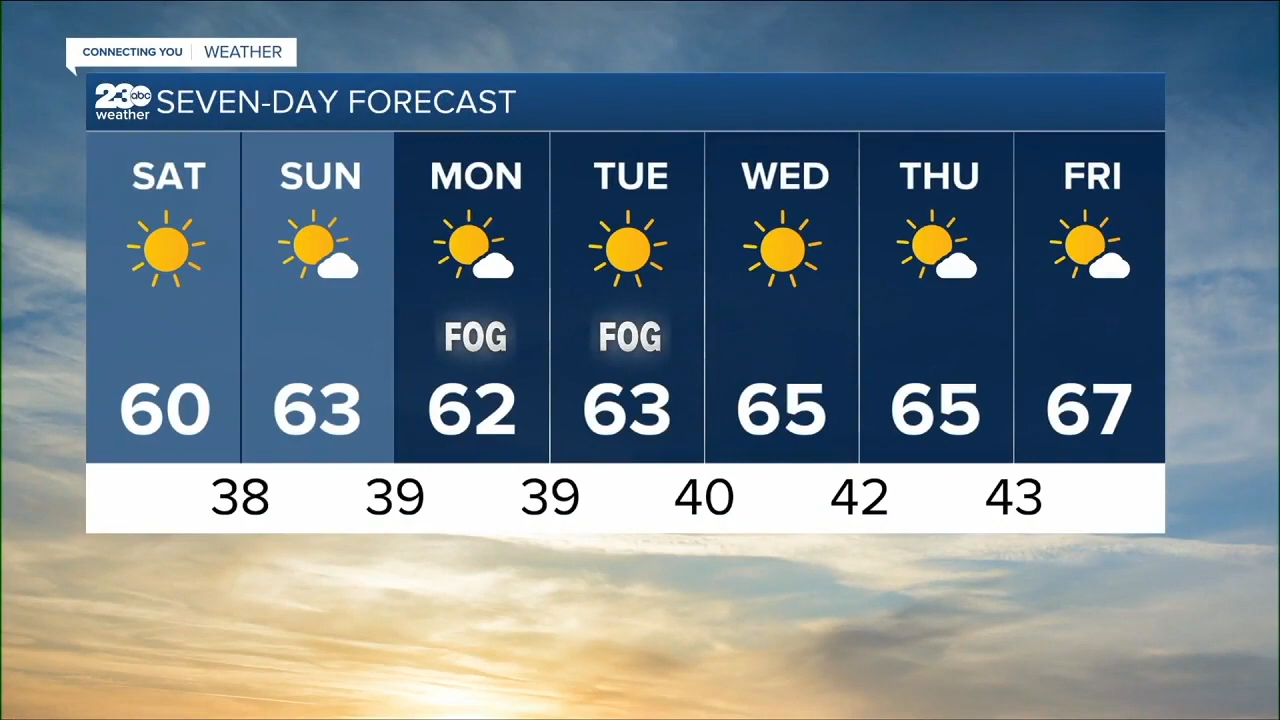 CONNECTING YOU | WEATHER
23 abc
weather
SEVEN-DAY FORECAST
SAT SUN MON TUE WED THU FRI
FOG FOG
60 63 62 63 65 65 67
38 39 39 40 42 43